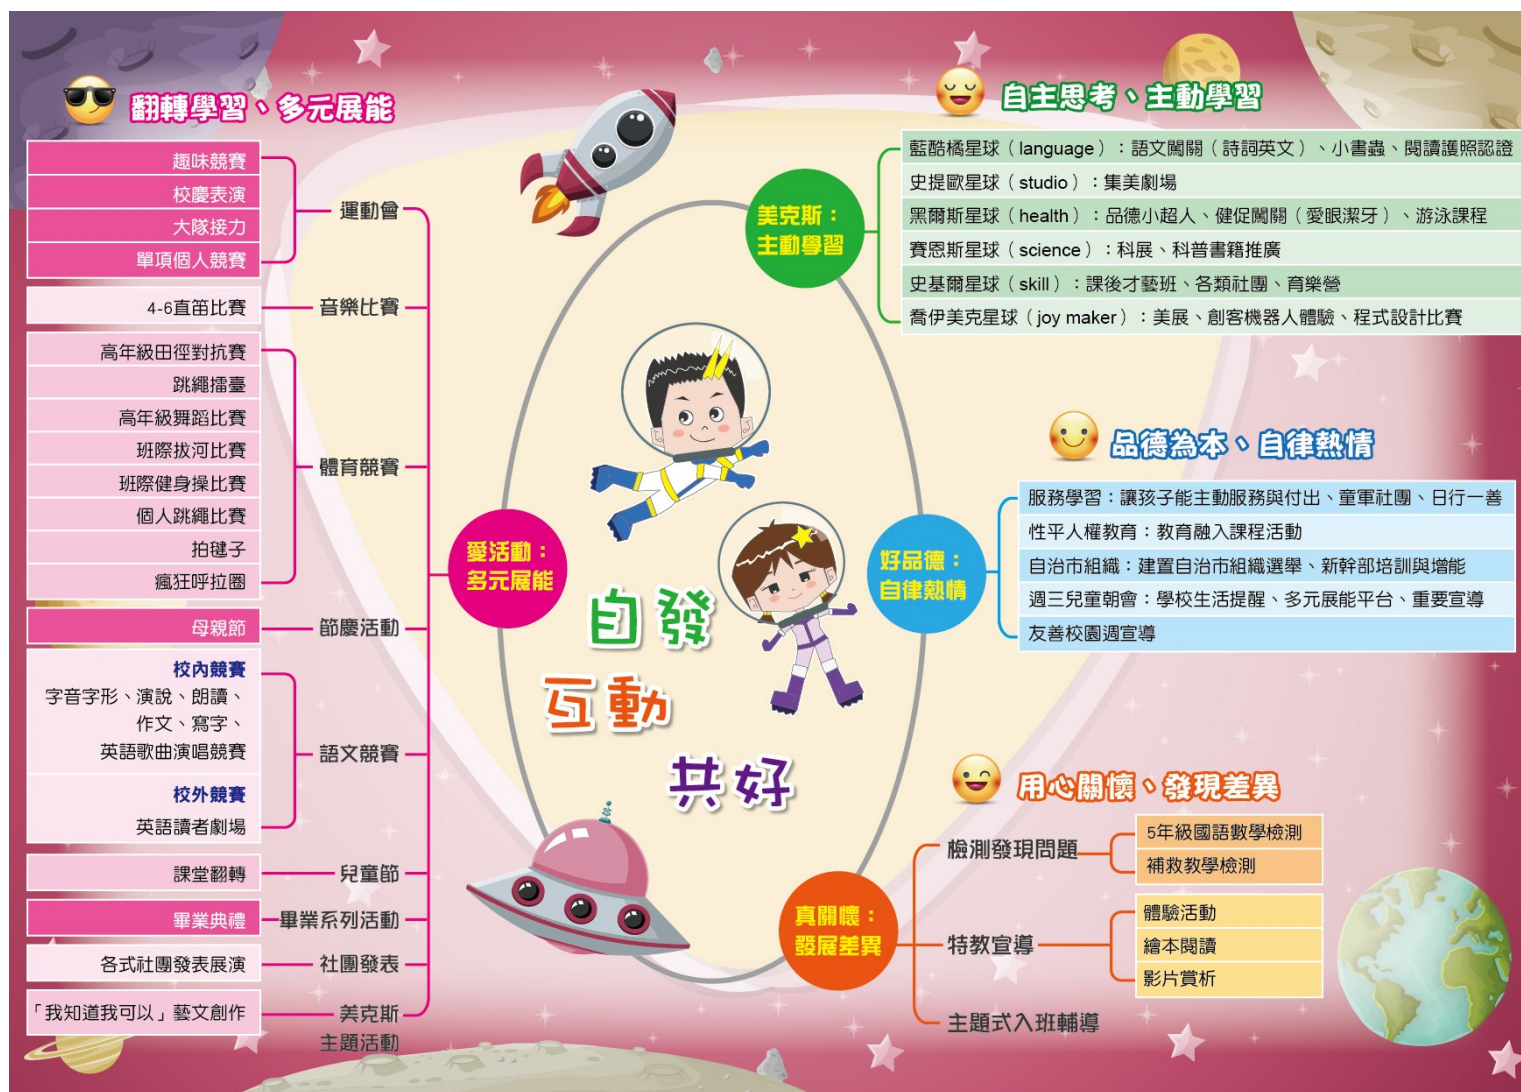 翻轉學習、多元展能
趣味競賽
校慶表演
大隊接力
單項個人競賽
運動會
4-6直笛比賽
音樂比賽
高年級田徑對抗賽
跳繩擂臺
高年級舞蹈比賽
班際拔河比賽
班際健身操比賽
個人跳繩比賽
拍毽子
瘋狂呼拉圈
體育競賽
母親節
節慶活動
校內競賽
字音字形、演說、朗讀、
作文、寫字、
英語歌曲演唱競賽
校外競賽
英語讀者劇場
語文競賽
課堂翻轉
兒童節
畢業典禮
畢業系列活動
各式社團發表展演
社團發表
「我知道我可以」藝文創作
美克斯
主題活動
愛活動：
多元展能
自發
互動
共好
自主思考、主動學習
美克斯：
主動學習
藍酷橘星球（language）：語文闖關（詩詞英文）、小書蟲、閱讀護照認證
史提歐星球（studio）：集美劇場
黑爾斯星球（health）：品德小超人、健促闖關（愛眼潔牙）、游泳課程
賽恩斯星球（science）：科展、科普書籍推廣
史基爾星球（skill）：課後才藝班、各類社團、育樂營
喬伊美克星球（joy maker）：美展、創客機器人體驗、程式設計比賽
品德為本、自律熱情
好品德：
自律熱情
服務學習：讓孩子能主動服務與付出、童軍社團、日行一善
性平人權教育：教育融入課程活動
自治市組織：建置自治市組織選舉、新幹部培訓與增能
週三兒童朝會：學校生活提醒、多元展能平台、重要宣導
友善校園週宣導
用心關懷、發現差異
真關懷：
發展差異
檢測發現問題
5年級國語數學檢測
補救教學檢測
特教宣導
體驗活動
繪本閱讀
影片賞析
主題式入班輔導